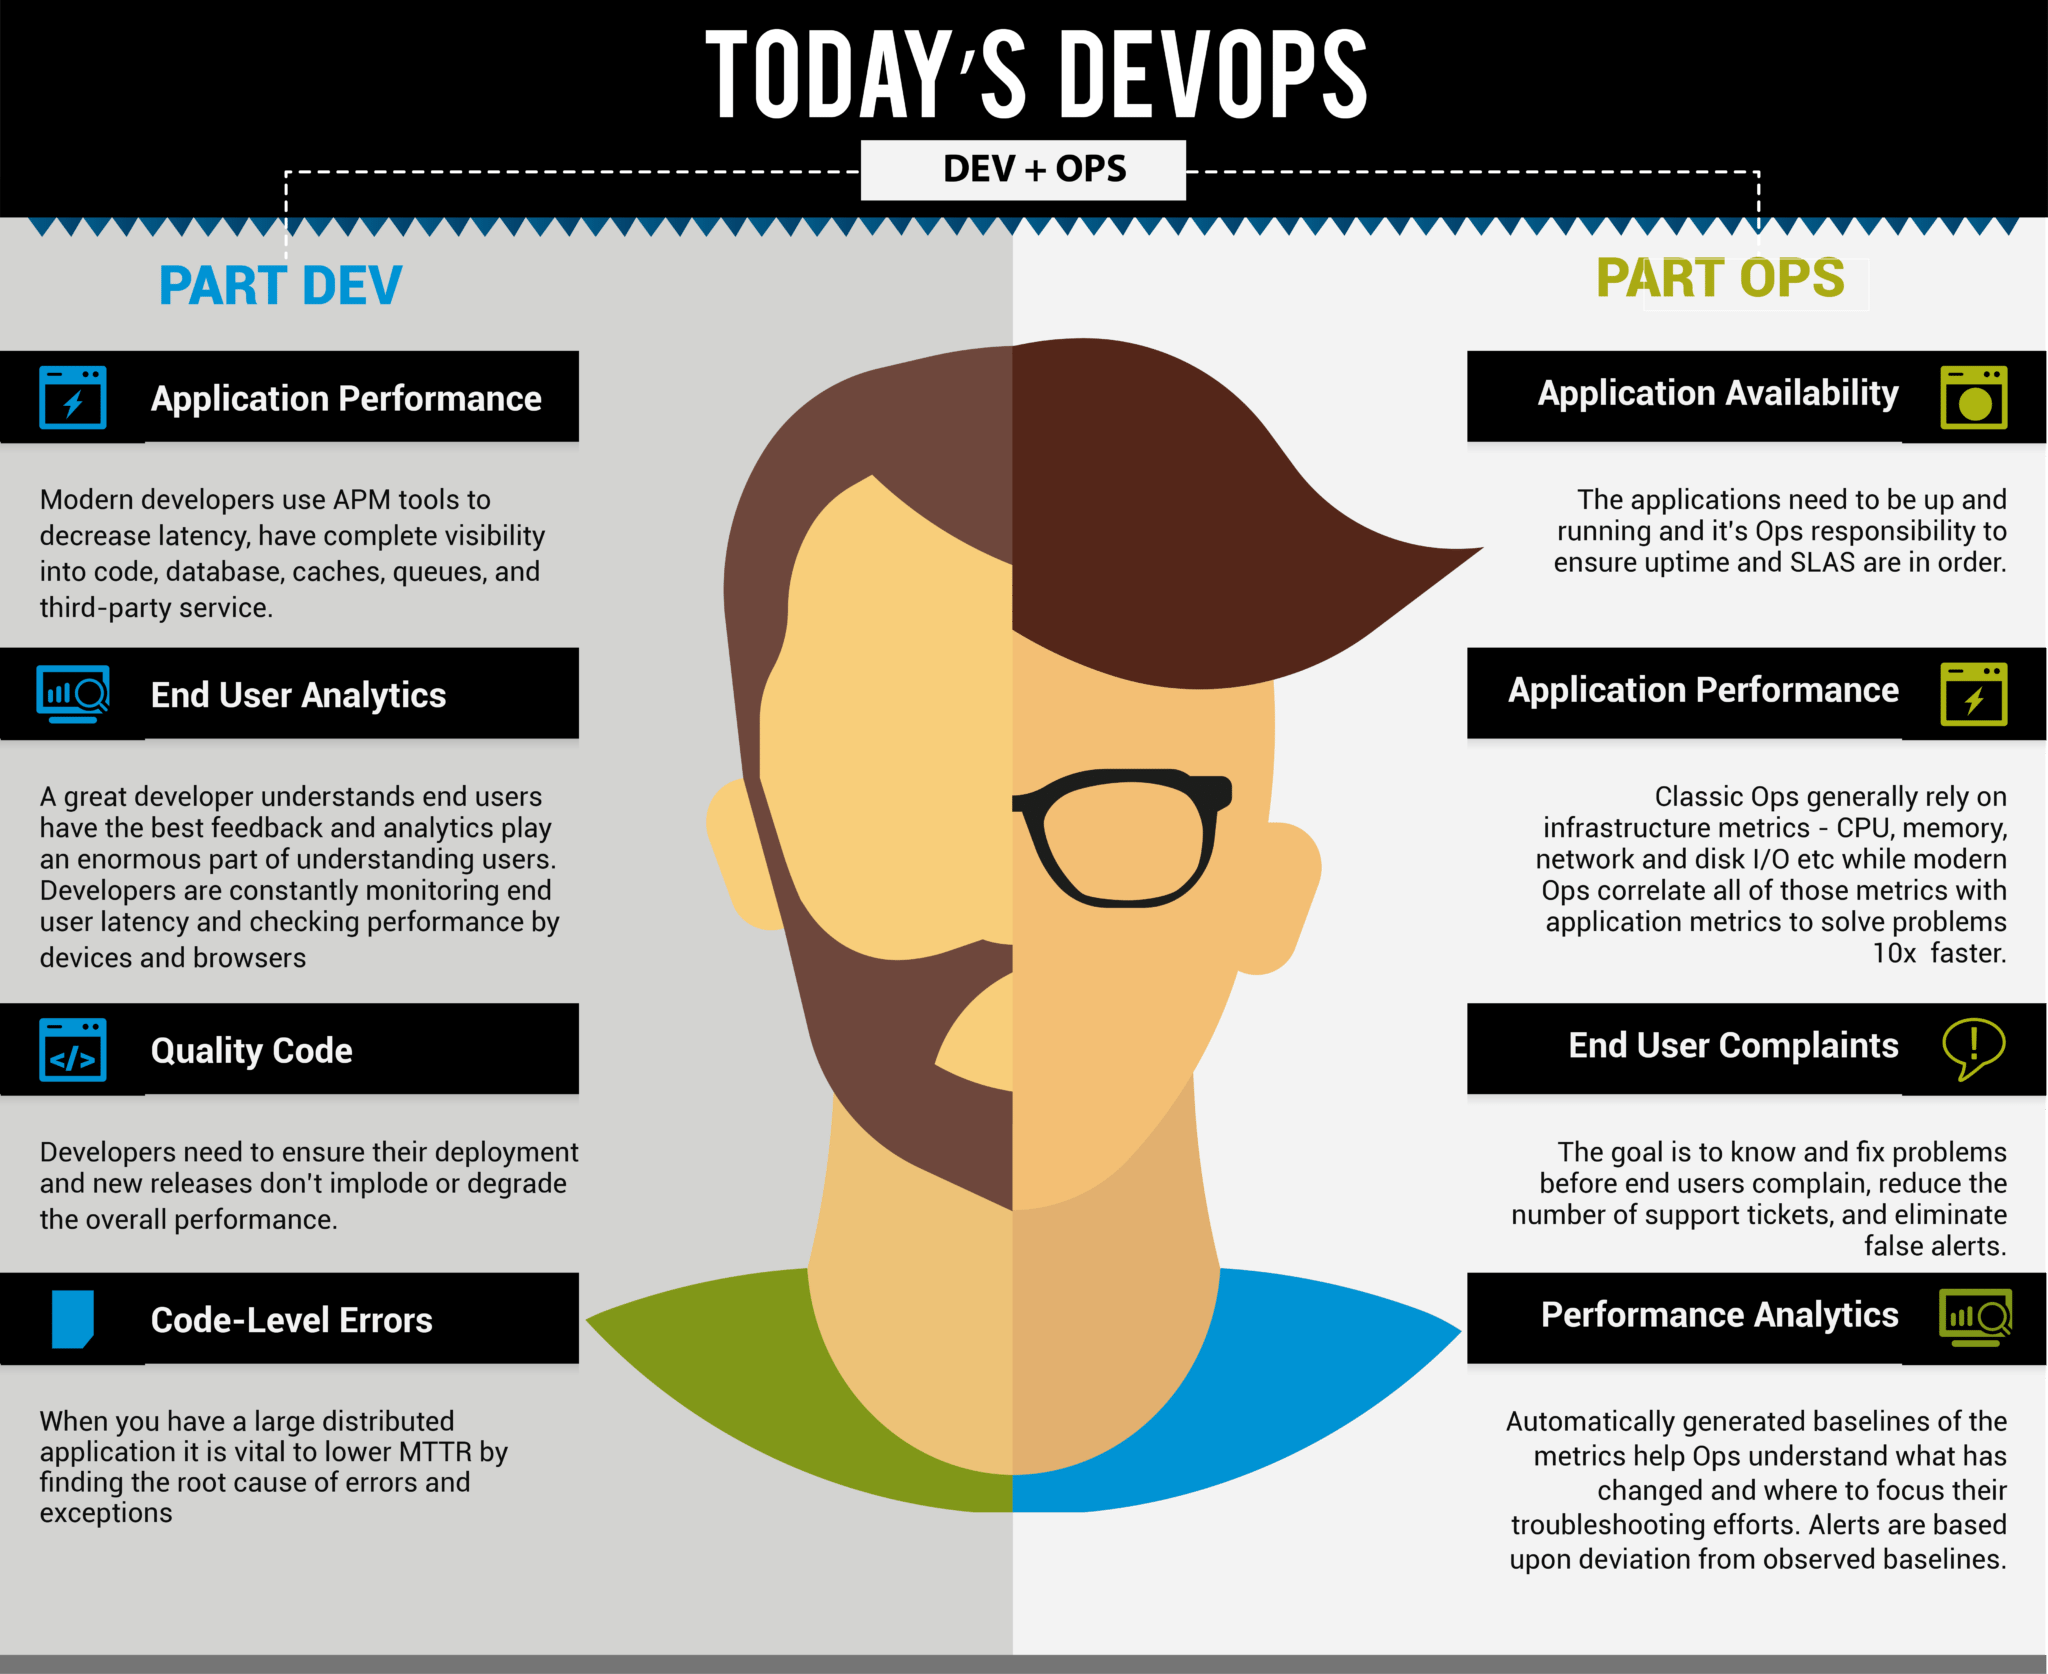 TODAY'S DEVOPS
DEV + OPS
PART DEV
Application Performance
Modern developers use APM tools to
decrease latency, have complete visibility
into code, database, caches, queues, and
third-party service.
End User Analytics
A great developer understands end users
have the best feedback and analytics play
an enormous part of understanding users.
Developers are constantly monitoring end
user latency and checking performance by
devices and browsers
Quality Code
</>
Developers need to ensure their deployment
and new releases don't implode or degrade
the overall performance.
Code-Level Errors
When you have a large distributed
application it is vital to lower MTTR by
finding the root cause of errors and
exceptions
PART OPS
Application Availability
The applications need to be up and
running and it's Ops responsibility to
ensure uptime and SLAS are in order.
Application Performance
Classic Ops generally rely on
infrastructure metrics - CPU, memory,
network and disk I/O etc while modern
Ops correlate all of those metrics with
application metrics to solve problems
10x faster.
End User Complaints
!
The goal is to know and fix problems
before end users complain, reduce the
number of support tickets, and eliminate
false alerts.
Performance Analytics
Automatically generated baselines of the
metrics help Ops understand what has
changed and where to focus their
troubleshooting efforts. Alerts are based
upon deviation from observed baselines.